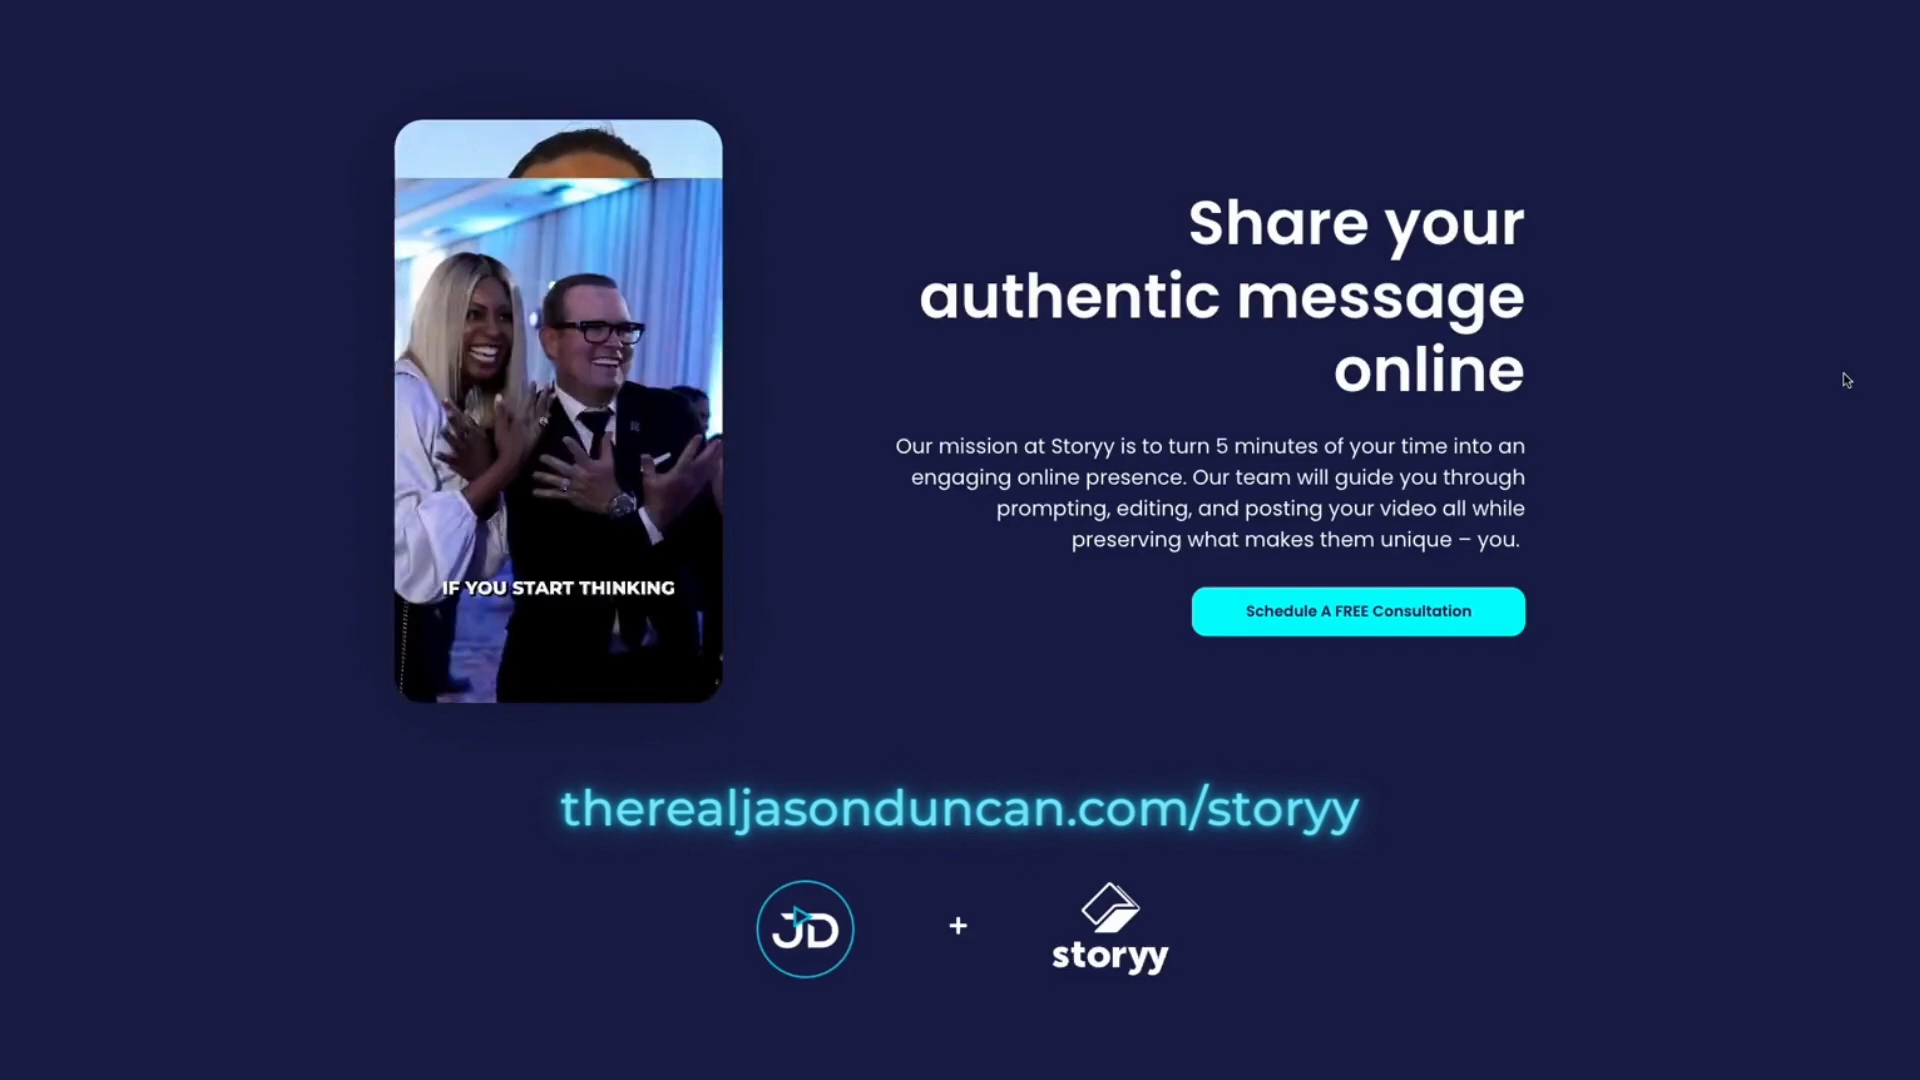 IF YOU START THINKING
Share your
authentic message
online
Our mission at Storyy is to turn 5 minutes of your time into an
engaging online presence. Our team will guide you through
prompting, editing, and posting your video all while
preserving what makes them unique – you.
Schedule A FREE Consultation
therealjasonduncan.com/storyy
JD
+
storyy